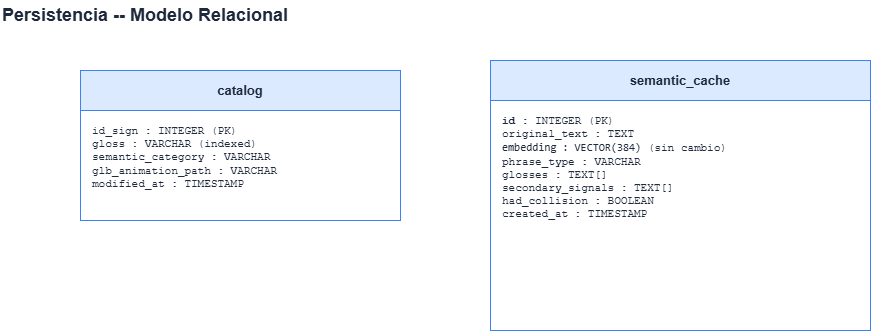 Persistencia -- Modelo Relacional
catalog
id_sign : INTEGER (PK)
gloss : VARCHAR (indexed)
semantic_category : VARCHAR
glb_animation_path : VARCHAR
modified_at : TIMESTAMP
semantic_cache
id : INTEGER (PK)
original_text : TEXT
embedding : VECTOR(384) (sin cambio)
phrase_type : VARCHAR
glosses : TEXT[]
secondary_signals : TEXT[]
had_collision : BOOLEAN
created_at : TIMESTAMP